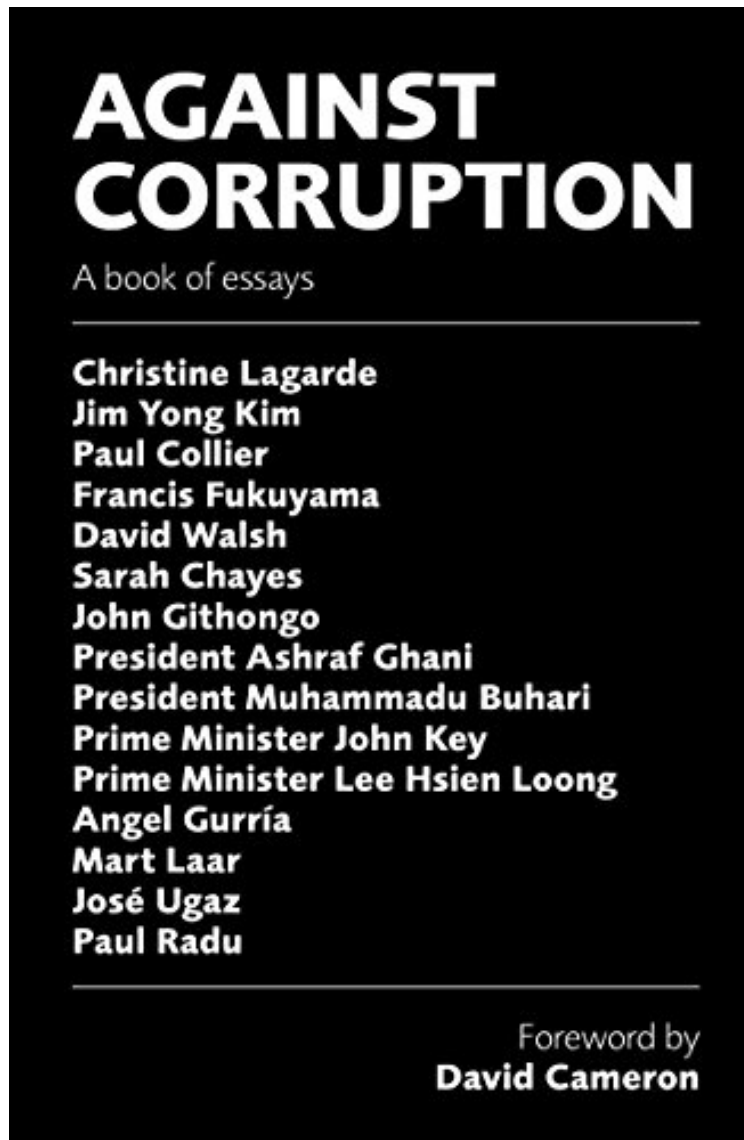 AGAINST
CORRUPTION
A book of essays
Christine Lagarde
Jim Yong Kim
Paul Collier
Francis Fukuyama
David Walsh
Sarah Chayes
John Githongo
President Ashraf Ghani
President Muhammadu Buhari
Prime Minister John Key
Prime Minister Lee Hsien Loong
Angel Gurría
Mart Laar
José Ugaz
Paul Radu
Foreword by
David Cameron